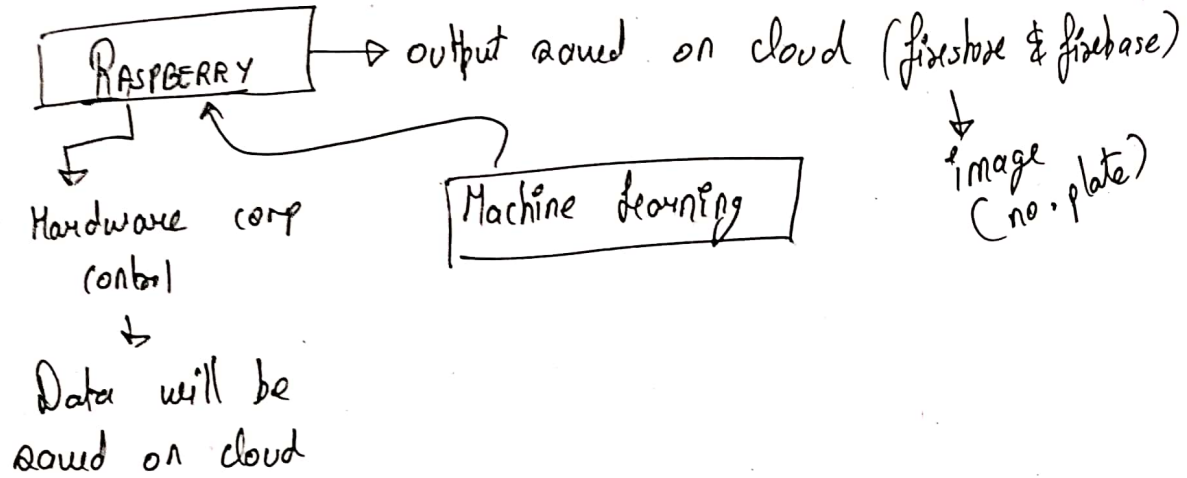 RASPBERRY
output saved on cloud (firestore & firebase)
image
(no. plate)
Machine Learning
Hardware comp
control
Data will be
saved on cloud